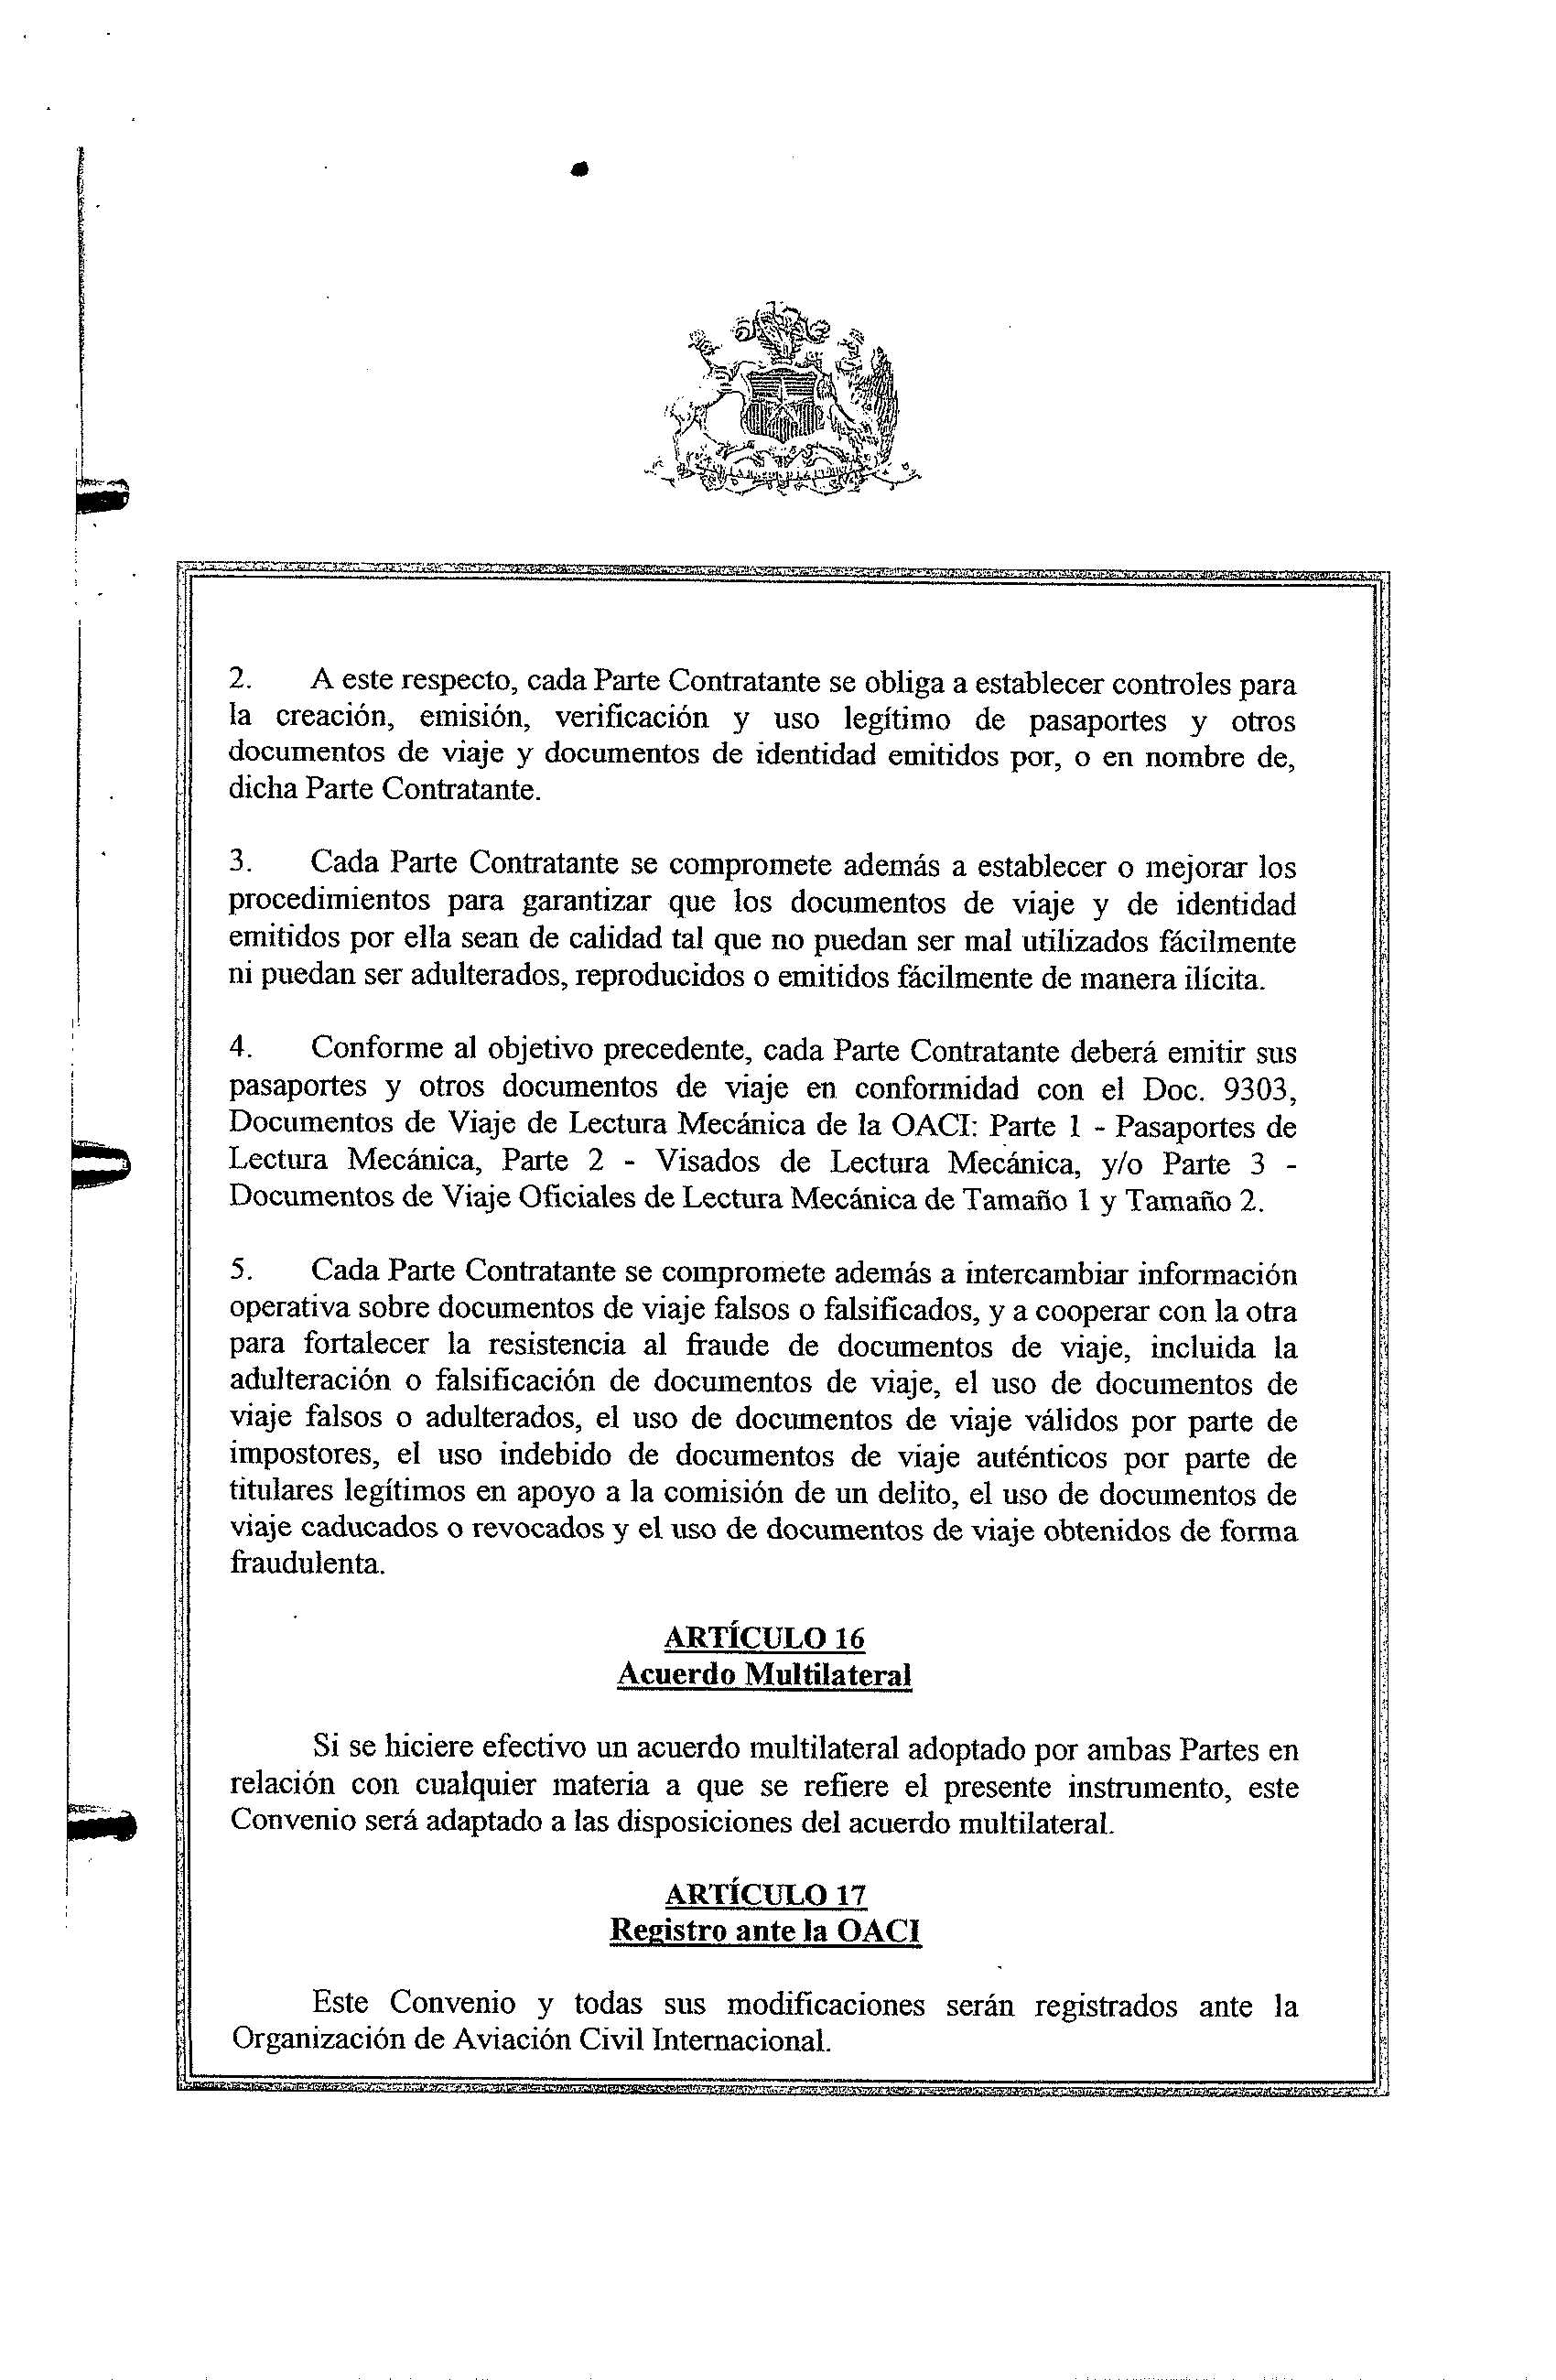 2. A este respecto, cada Parte Contratante se obliga a establecer controles para
la creación, emisión, verificación y uso legítimo de pasaportes y otros
documentos de viaje y documentos de identidad emitidos por, o en nombre de,
dicha Parte Contratante.
3. Cada Parte Contratante se compromete además a establecer o mejorar los
procedimientos para garantizar que los documentos de viaje y de identidad
emitidos por ella sean de calidad tal que no puedan ser mal utilizados fácilmente
ni puedan ser adulterados, reproducidos o emitidos fácilmente de manera ilícita.
4. Conforme al objetivo precedente, cada Parte Contratante deberá emitir sus
pasaportes y otros documentos de viaje en conformidad con el Doc. 9303,
Documentos de Viaje de Lectura Mecánica de la OACI: Parte 1 - Pasaportes de
Lectura Mecánica, Parte 2 - Visados de Lectura Mecánica, y/o Parte 3 -
Documentos de Viaje Oficiales de Lectura Mecánica de Tamaño 1 y Tamaño 2.
5. Cada Parte Contratante se compromete además a intercambiar información
operativa sobre documentos de viaje falsos o falsificados, y a cooperar con la otra
para fortalecer la resistencia al fraude de documentos de viaje, incluida la
adulteración o falsificación de documentos de viaje, el uso de documentos de
viaje falsos o adulterados, el uso de documentos de viaje válidos por parte de
impostores, el uso indebido de documentos de viaje auténticos por parte de
titulares legítimos en apoyo a la comisión de un delito, el uso de documentos de
viaje caducados o revocados y el uso de documentos de viaje obtenidos de forma
fraudulenta.
ARTÍCULO 16
Acuerdo Multilateral
Si se hiciere efectivo un acuerdo multilateral adoptado por ambas Partes en
relación con cualquier materia a que se refiere el presente instrumento, este
Convenio será adaptado a las disposiciones del acuerdo multilateral.
ARTÍCULO 17
Registro ante la OACI
Este Convenio y todas sus modificaciones serán registrados ante la
Organización de Aviación Civil Internacional.